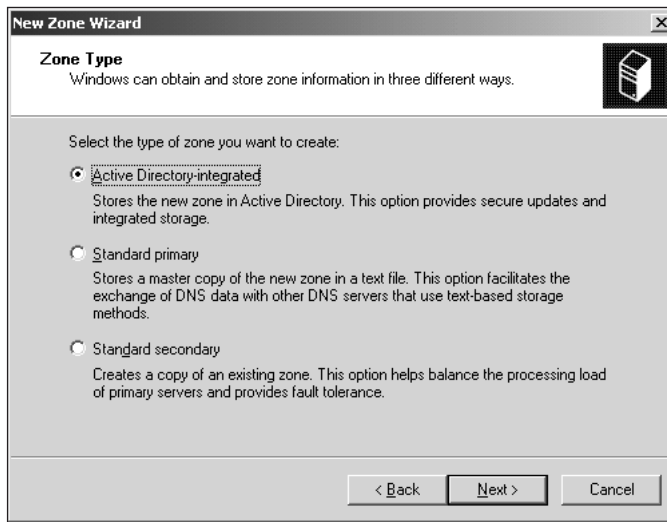 New Zone Wizard
Zone Type
Windows can obtain and store zone information in three different ways.
Select the type of zone you want to create:
Active Directory-integrated
Stores the new zone in Active Directory. This option provides secure updates and
integrated storage.
Standard primary
Stores a master copy of the new zone in a text file. This option facilitates the
exchange of DNS data with other DNS servers that use text-based storage
methods.
Standard secondary
Creates a copy of an existing zone. This option helps balance the processing load
of primary servers and provides fault tolerance.
< Back Next > Cancel